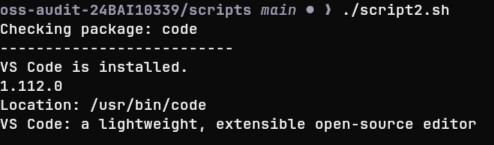 oss-audit-24BAI10339/scripts main ● ❯ ./script2.sh
Checking package: code
--------------------------
VS Code is installed.
1.112.0
Location: /usr/bin/code
VS Code: a lightweight, extensible open-source editor